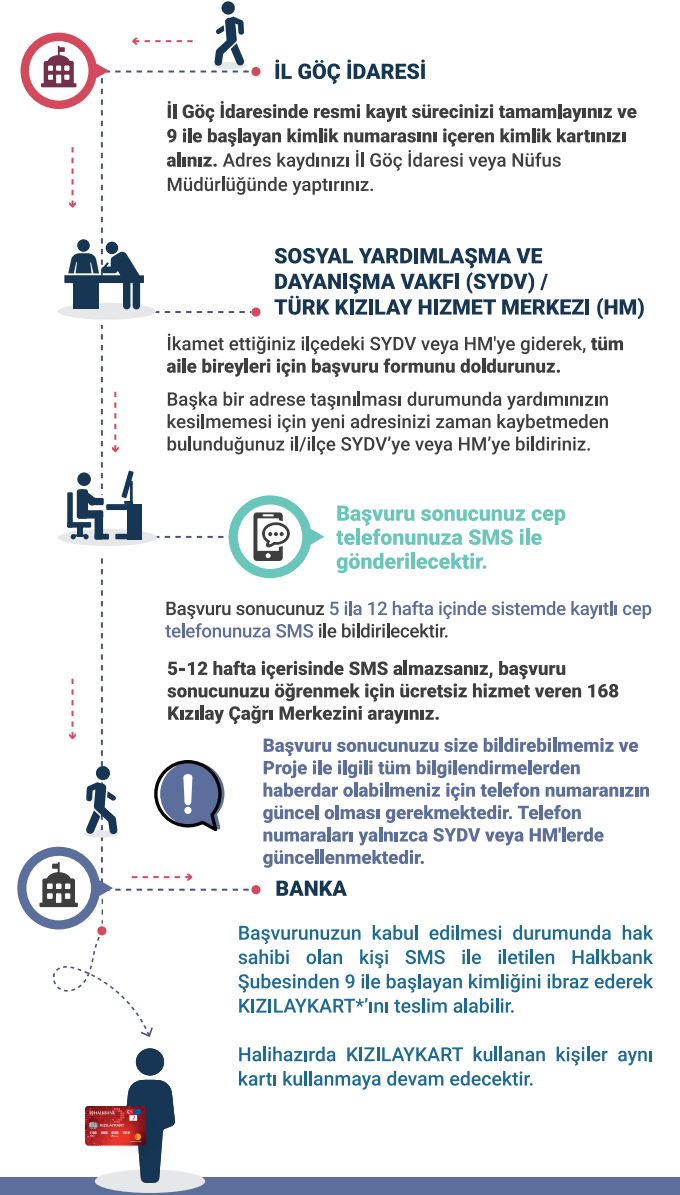 İL GÖÇ İDARESİ
İl Göç İdaresinde resmi kayıt sürecinizi tamamlayınız ve
9 ile başlayan kimlik numarasını içeren kimlik kartınızı
alınız. Adres kaydınızı İl Göç İdaresi veya Nüfus
Müdürlüğünde yaptırınız.
SOSYAL YARDIMLAŞMA VE
DAYANIŞMA VAKFI (SYDV) /
TÜRK KIZILAY HIZMET MERKEZI (HM)
İkamet ettiğiniz ilçedeki SYDV veya HM'ye giderek, tüm
aile bireyleri için başvuru formunu doldurunuz.
Başka bir adrese taşınılması durumunda yardımınızın
kesilmemesi için yeni adresinizi zaman kaybetmeden
bulunduğunuz il/ilçe SYDV'ye veya HM'ye bildiriniz.
Başvuru sonucunuz cep
telefonunuza SMS ile
gönderilecektir.
Başvuru sonucunuz 5 ila 12 hafta içinde sistemde kayıtlı cep
telefonunuza SMS ile bildirilecektir.
5-12 hafta içerisinde SMS almazsanız, başvuru
sonucunuzu öğrenmek için ücretsiz hizmet veren 168
Kızılay Çağrı Merkezini arayınız.
Başvuru sonucunuzu size bildirebilmemiz ve
Proje ile ilgili tüm bilgilendirmelerden
haberdar olabilmeniz için telefon numaranızın
güncel olması gerekmektedir. Telefon
numaraları yalnızca SYDV veya HM'lerde
güncellenmektedir.
BANKA
Başvurunuzun kabul edilmesi durumunda hak
sahibi olan kişi SMS ile iletilen Halkbank
Şubesinden 9 ile başlayan kimliğini ibraz ederek
KIZILAYKART*'ını teslim alabilir.
Halihazırda KIZILAYKART kullanan kişiler aynı
kartı kullanmaya devam edecektir.
HALKBANK
KIZILAYKART